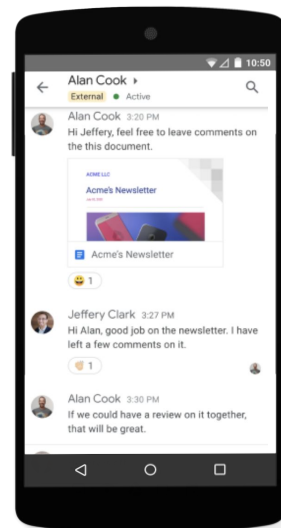 10:50
Alan Cook
External Active
Alan Cook 3:20 PM
Hi Jeffery, feel free to leave comments on
the this document.
ACME LLC
Acme's Newsletter
Acme's Newsletter
1
Jeffery Clark 3:27 PM
Hi Alan, good job on the newsletter. I have
left a few comments on it.
1
Alan Cook 3:30 PM
If we could have a review on it together,
that will be great.